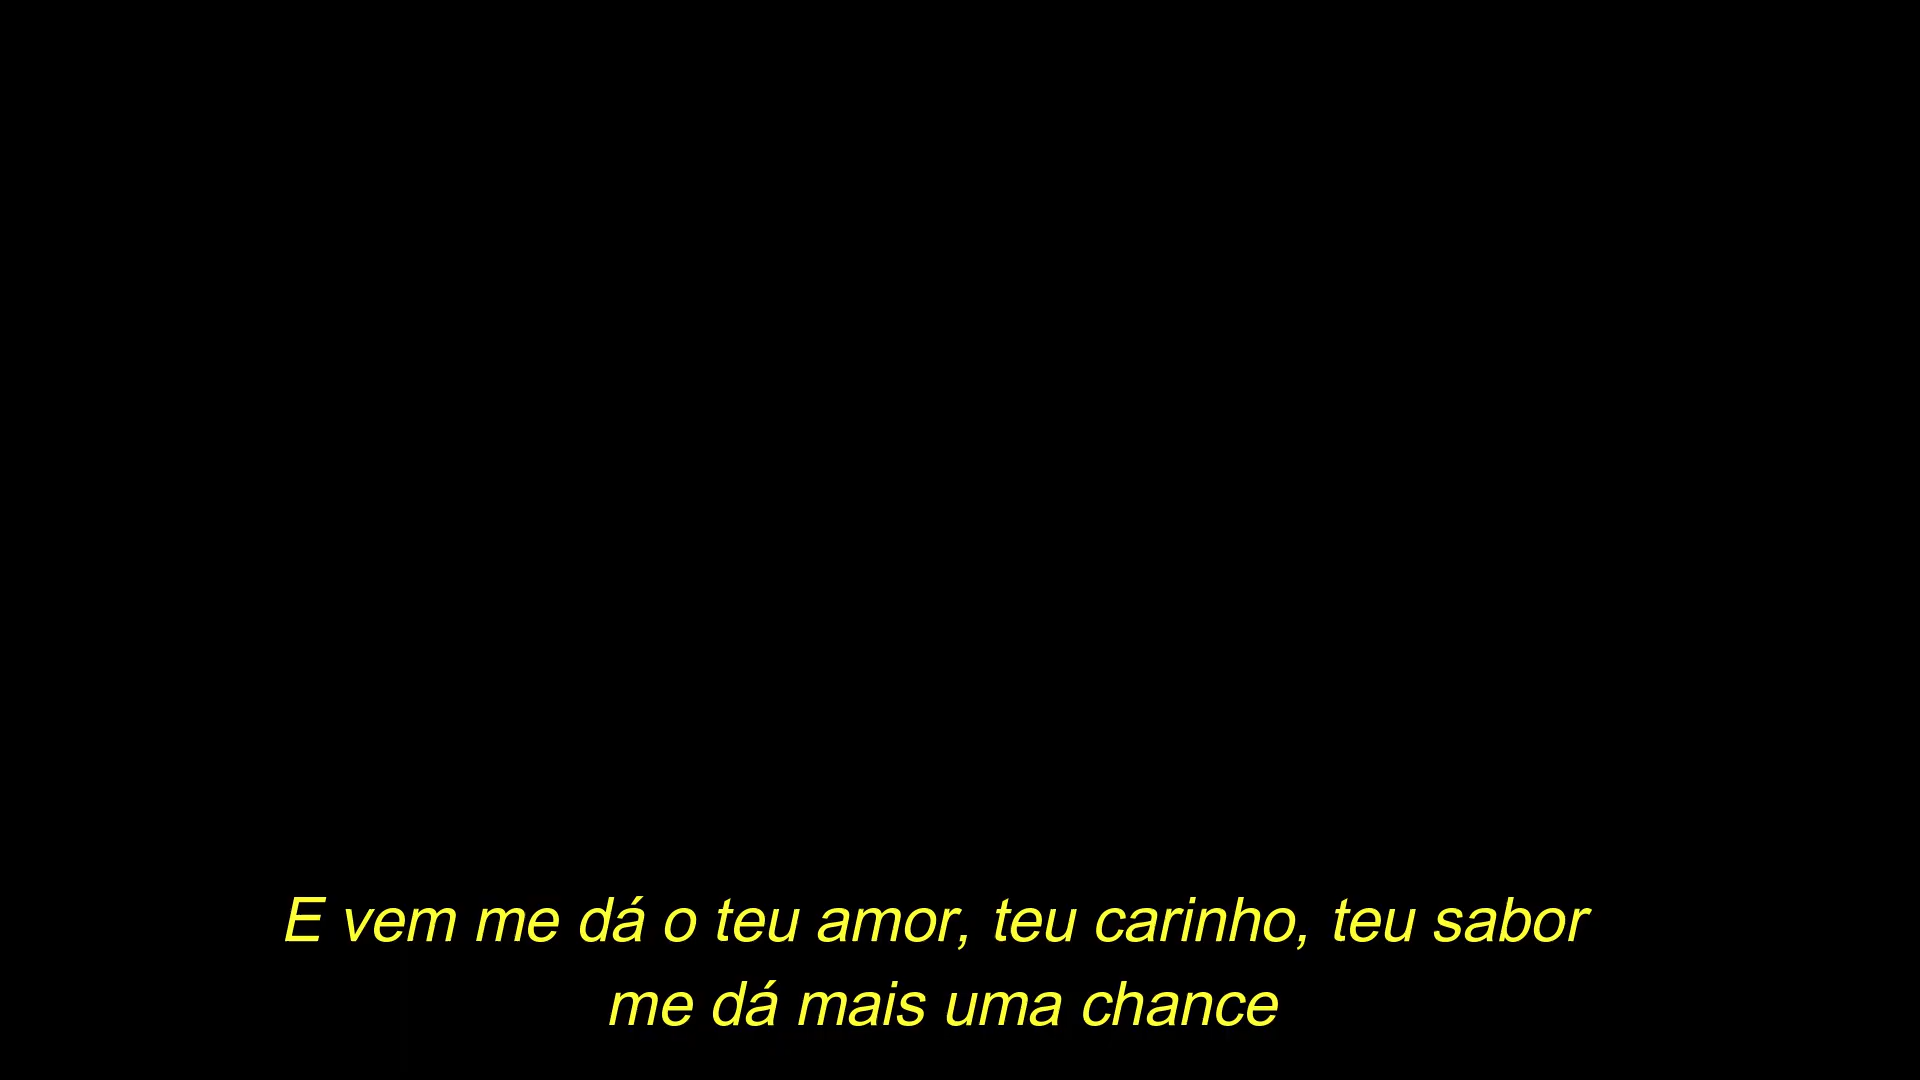 E vem me dá o teu amor, teu carinho, teu sabor
me dá mais uma chance